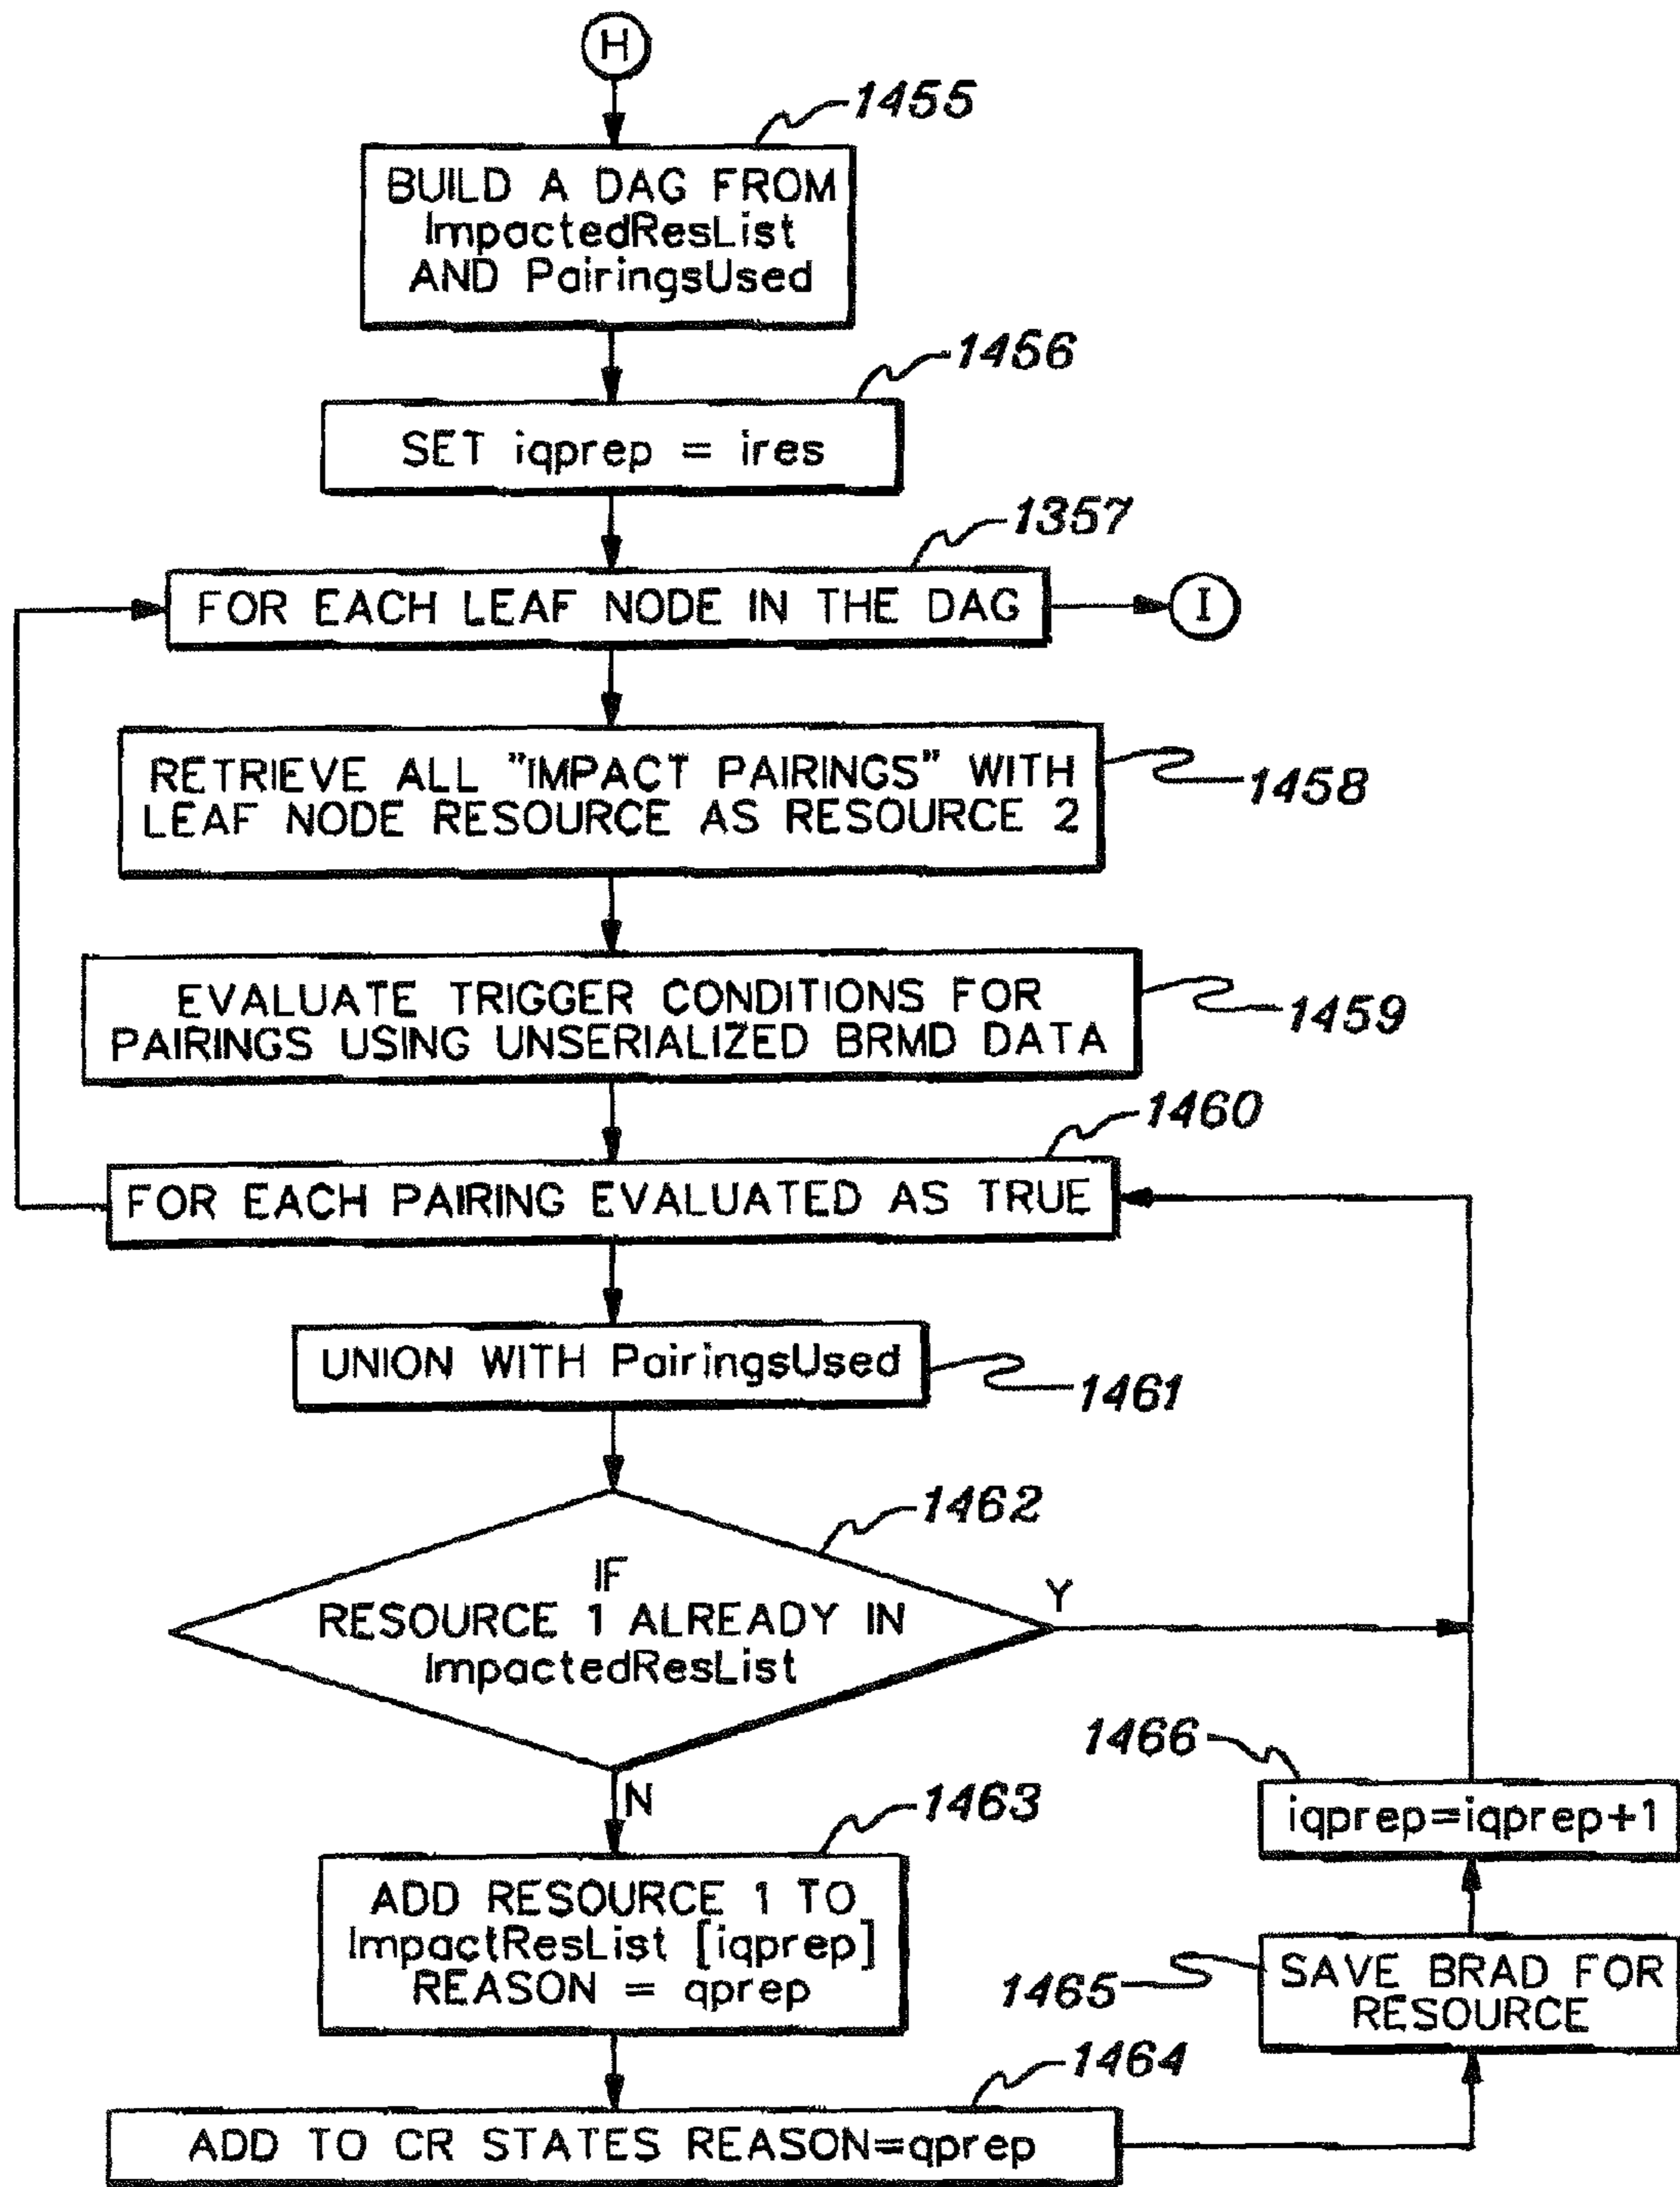 H
1455
BUILD A DAG FROM
ImpactedResList
AND PairingsUsed
1456
SET iqprep = ires
1357
FOR EACH LEAF NODE IN THE DAG
I
RETRIEVE ALL "IMPACT PAIRINGS" WITH
LEAF NODE RESOURCE AS RESOURCE 2
1458
EVALUATE TRIGGER CONDITIONS FOR
PAIRINGS USING UNSERIALIZED BRMD DATA
1459
1460
FOR EACH PAIRING EVALUATED AS TRUE
UNION WITH PairingsUsed
1461
1462
IF
RESOURCE 1 ALREADY IN
ImpactedResList
Y
N
1463
ADD RESOURCE 1 TO
ImpactResList [iqprep]
REASON = qprep
1464
ADD TO CR STATES REASON=qprep
1465
SAVE BRAD FOR
RESOURCE
1466
iqprep=iqprep+1